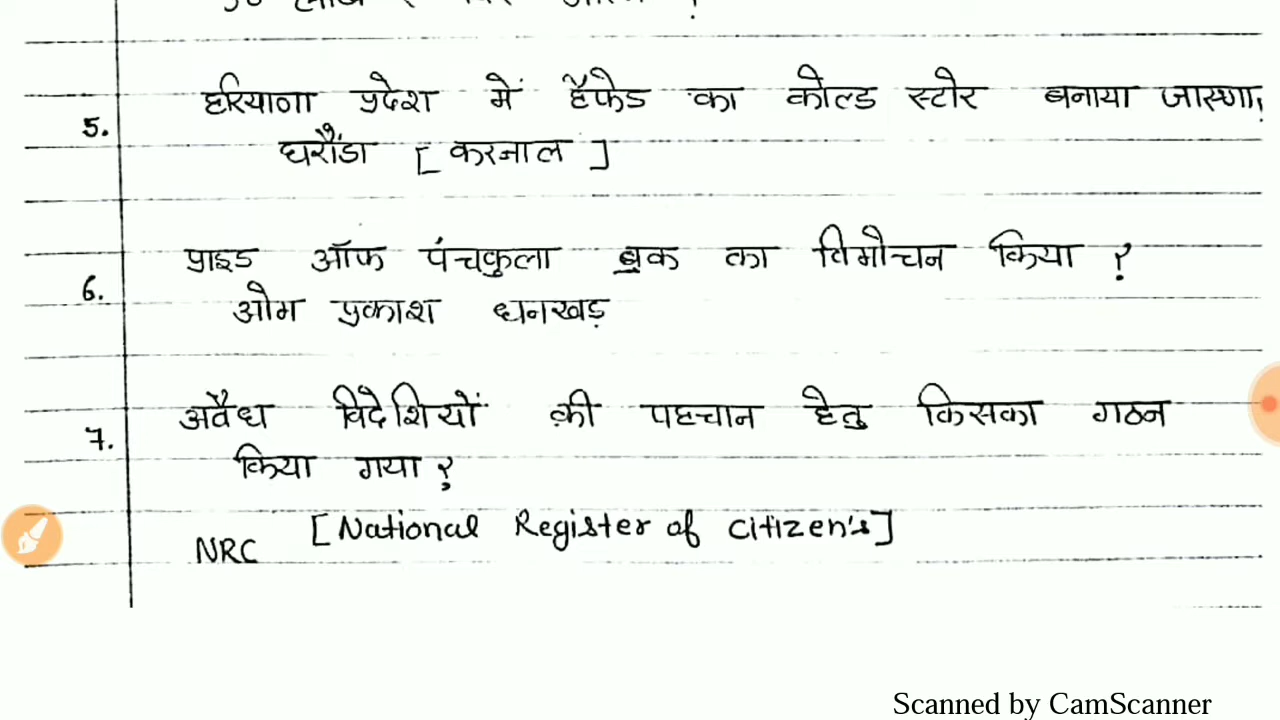 5. हरियाणा प्रदेश में हैफेड का कोल्ड स्टोर बनाया जाएगा।
घरौंडा [ करनाल ]
6. प्राइड ऑफ पंचकुला बुक का विमोचन किया ?
ओम प्रकाश धनखड़
7. अवैध विदेशियों की पहचान हेतु किसका गठन
किया गया ?
NRC [National Register of Citizen's]
Scanned by CamScanner